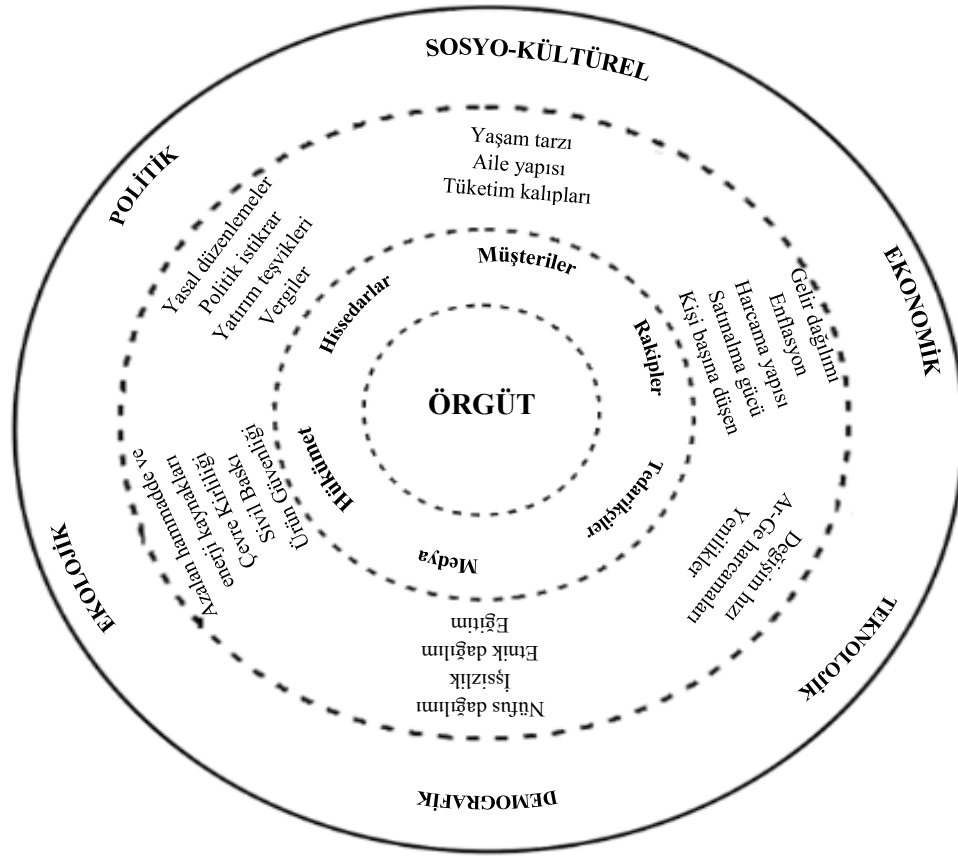 SOSYO-KÜLTÜREL
Yaşam tarzı
Aile yapısı
Tüketim kalıpları
POLİTİK
Yasal düzenlemeler
Politik istikrar
Yatırım teşvikleri
Vergiler
EKONOMİK
Gelir dağılımı
Enflasyon
Harcama yapısı
Satınalma gücü
Kişi başına düşen
Müşteriler
Hissedarlar
Rakipler
ÖRGÜT
Hükümet
Tedarikçiler
Medya
EKOLOJİK
Azalan hammadde ve
enerji kaynakları
Çevre Kirliliği
Sivil Baskı
Ürün Güvenliği
TEKNOLOJİK
Değişim hızı
Ar-Ge harcamaları
Yenilikler
Nüfus dağılımı
İşsizlik
Etnik dağılım
Eğitim
DEMOGRAFİK